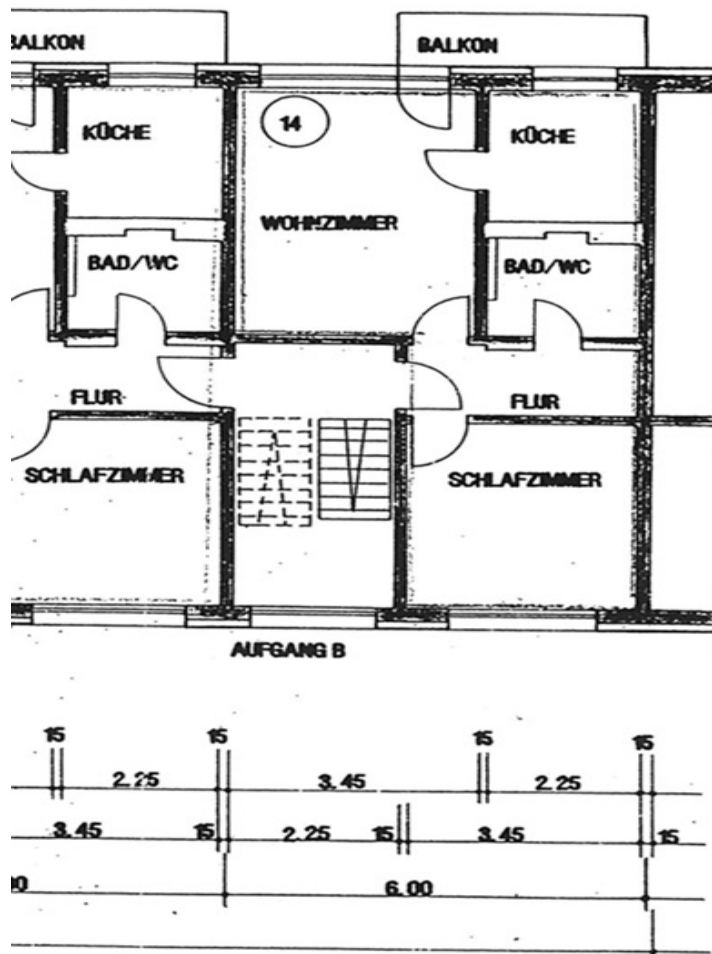 BALKON
BALKON
14
KÜCHE
KÜCHE
WOHNZIMMER
BAD/WC
BAD/WC
FLUR
FLUR
SCHLAFZIMMER
SCHLAFZIMMER
AUFGANG B
15
15
15
15
2.25
3.45
2.25
3.45
15
2.25
15
3.45
15
00
6.00